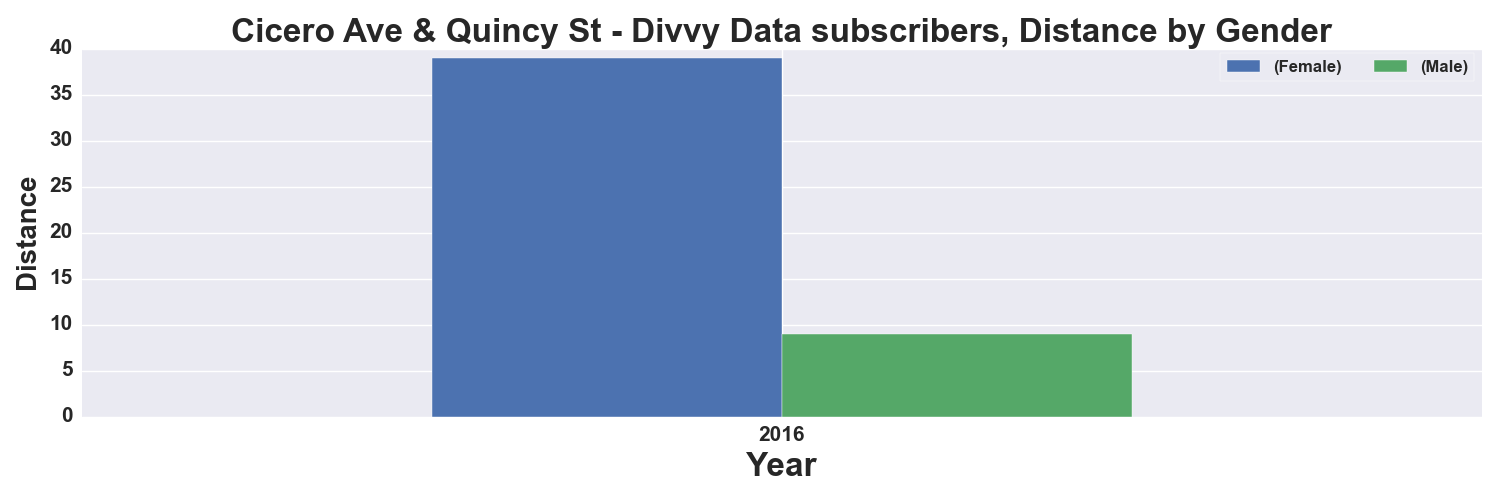 Cicero Ave & Quincy St - Divvy Data subscribers, Distance by Gender
(Female) (Male)
40
35
30
25
20
15
10
5
0
Distance
2016
Year